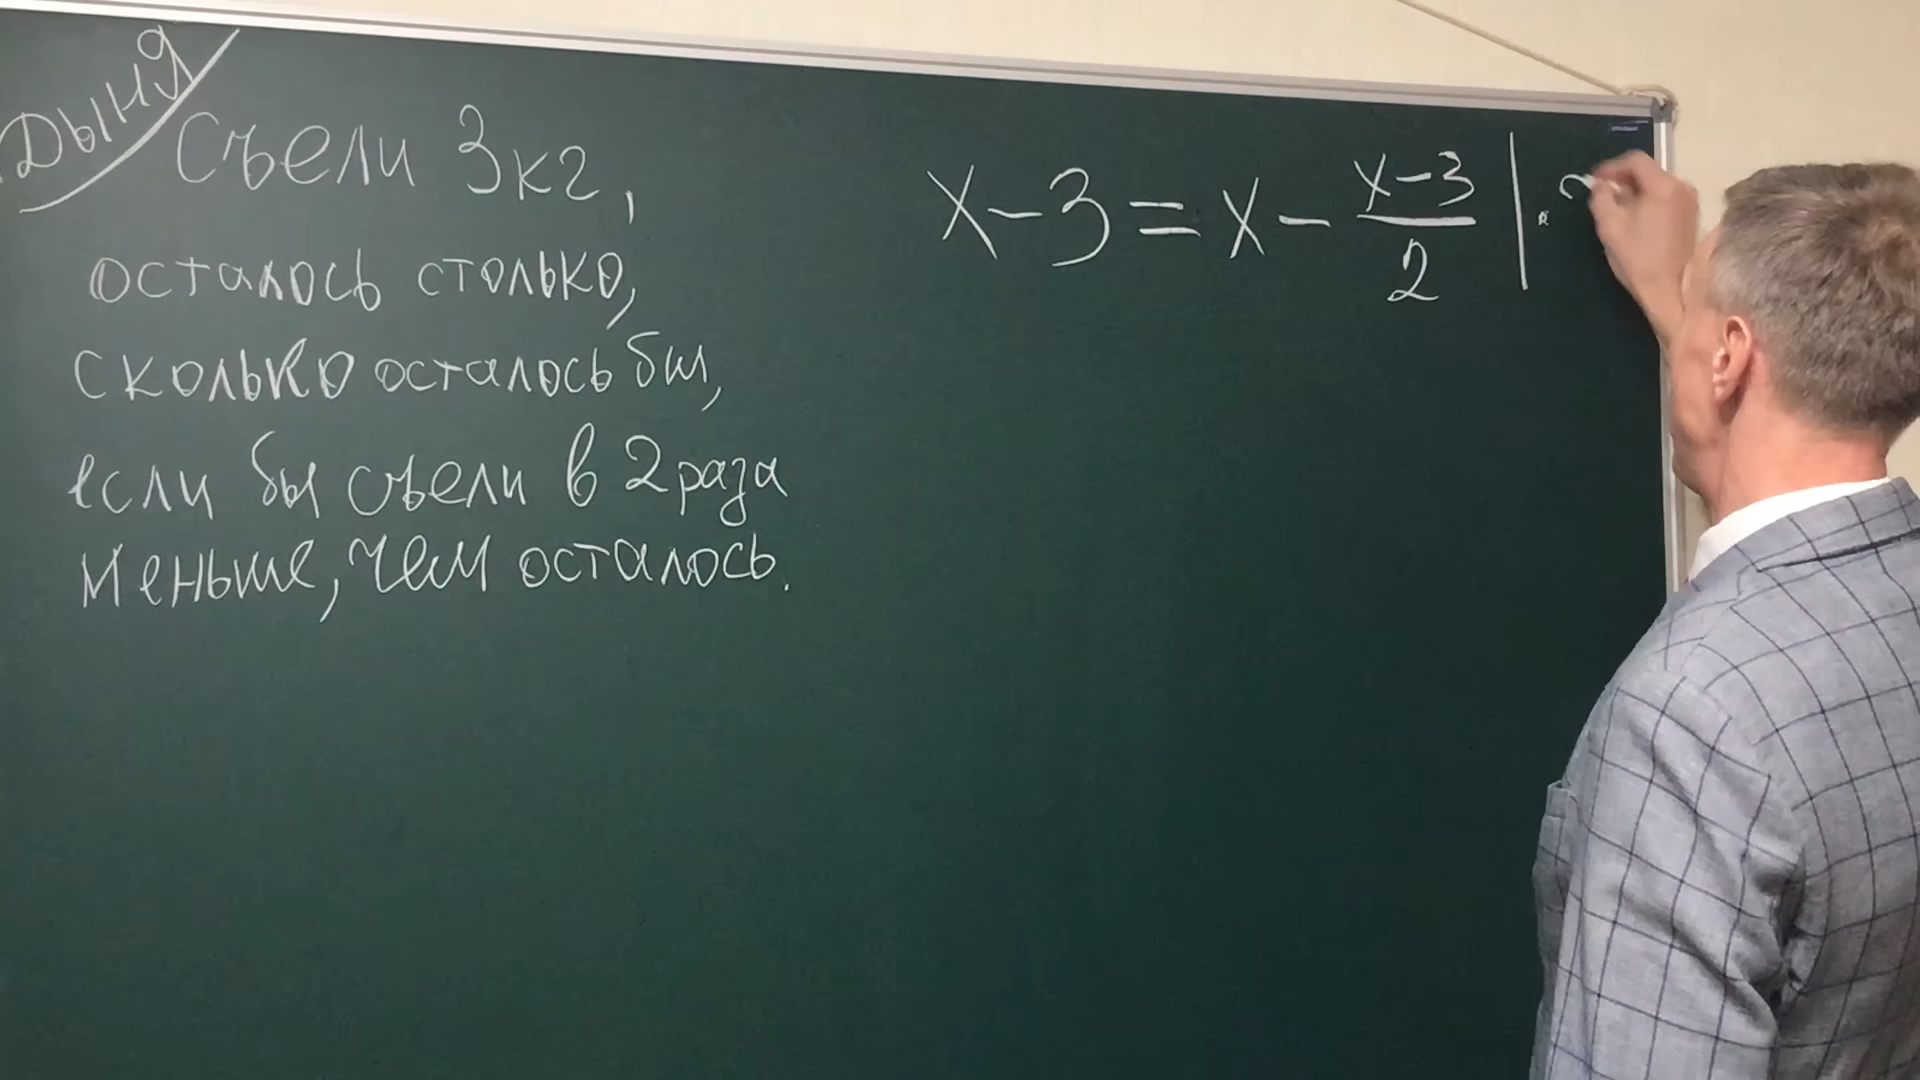 Дыня
Съели 3кг,
осталось столько,
сколько осталось бы,
если бы съели в 2 раза
меньше, чем осталось.
x-3=x-\frac{x-3}{2} | ·